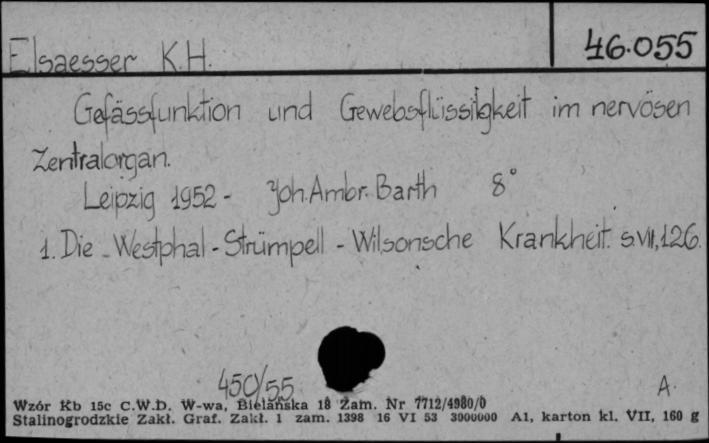 46.055
Elsaesser K.H.
Gefässfunktion und Gewebsflüssigkeit im nervösen
Zentralorgan.
Leipzig 1952 - Joh. Ambr. Barth 8°
1. Die - Westphal - Strümpell - Wilsonsche Krankheit. s. VII, 126.
450/55
A.
Wzór Kb 15c C.W.D. W-wa, Bielańska 18 Zam. Nr 7712/4980/0
Stalinogrodzkie Zakł. Graf. Zakł. 1 zam. 1398 16 VI 53 3000000 A1, karton kl. VII, 160 g